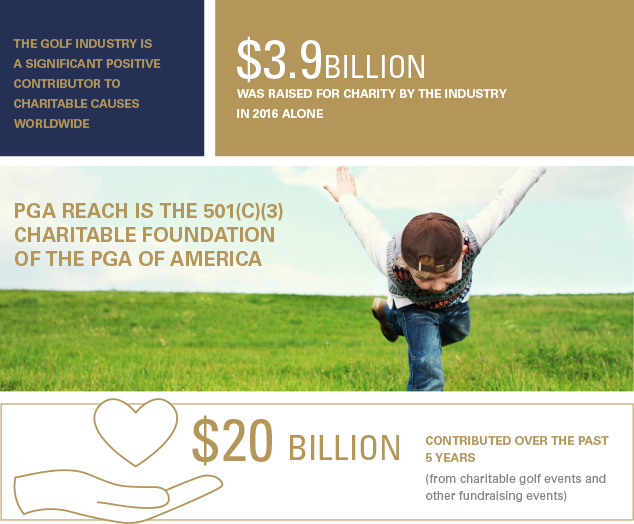 THE GOLF INDUSTRY IS
A SIGNIFICANT POSITIVE
CONTRIBUTOR TO
CHARITABLE CAUSES
WORLDWIDE
$3.9BILLION
WAS RAISED FOR CHARITY BY THE INDUSTRY
IN 2016 ALONE
PGA REACH IS THE 501(C)(3)
CHARITABLE FOUNDATION
OF THE PGA OF AMERICA
$20 BILLION
CONTRIBUTED OVER THE PAST
5 YEARS
(from charitable golf events and
other fundraising events)